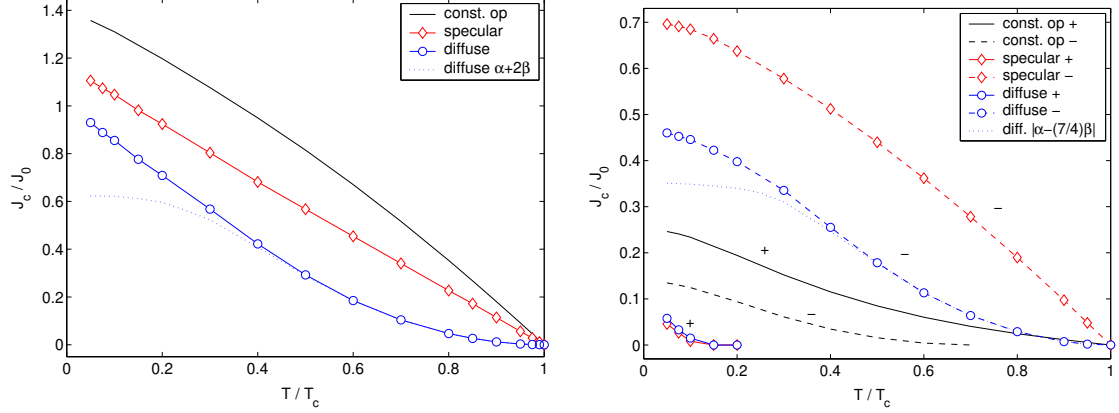 const. op
specular
diffuse
diffuse α+2β
1.4
1.2
1
0.8
0.6
0.4
0.2
0
J_c / J_0
0 0.2 0.4 0.6 0.8 1
T / T_c
const. op +
const. op −
specular +
specular −
diffuse +
diffuse −
diff. |α−(7/4)β|
0.7
0.6
0.5
0.4
0.3
0.2
0.1
0
J_c / J_0
−
−
+
−
+
0 0.2 0.4 0.6 0.8 1
T / T_c